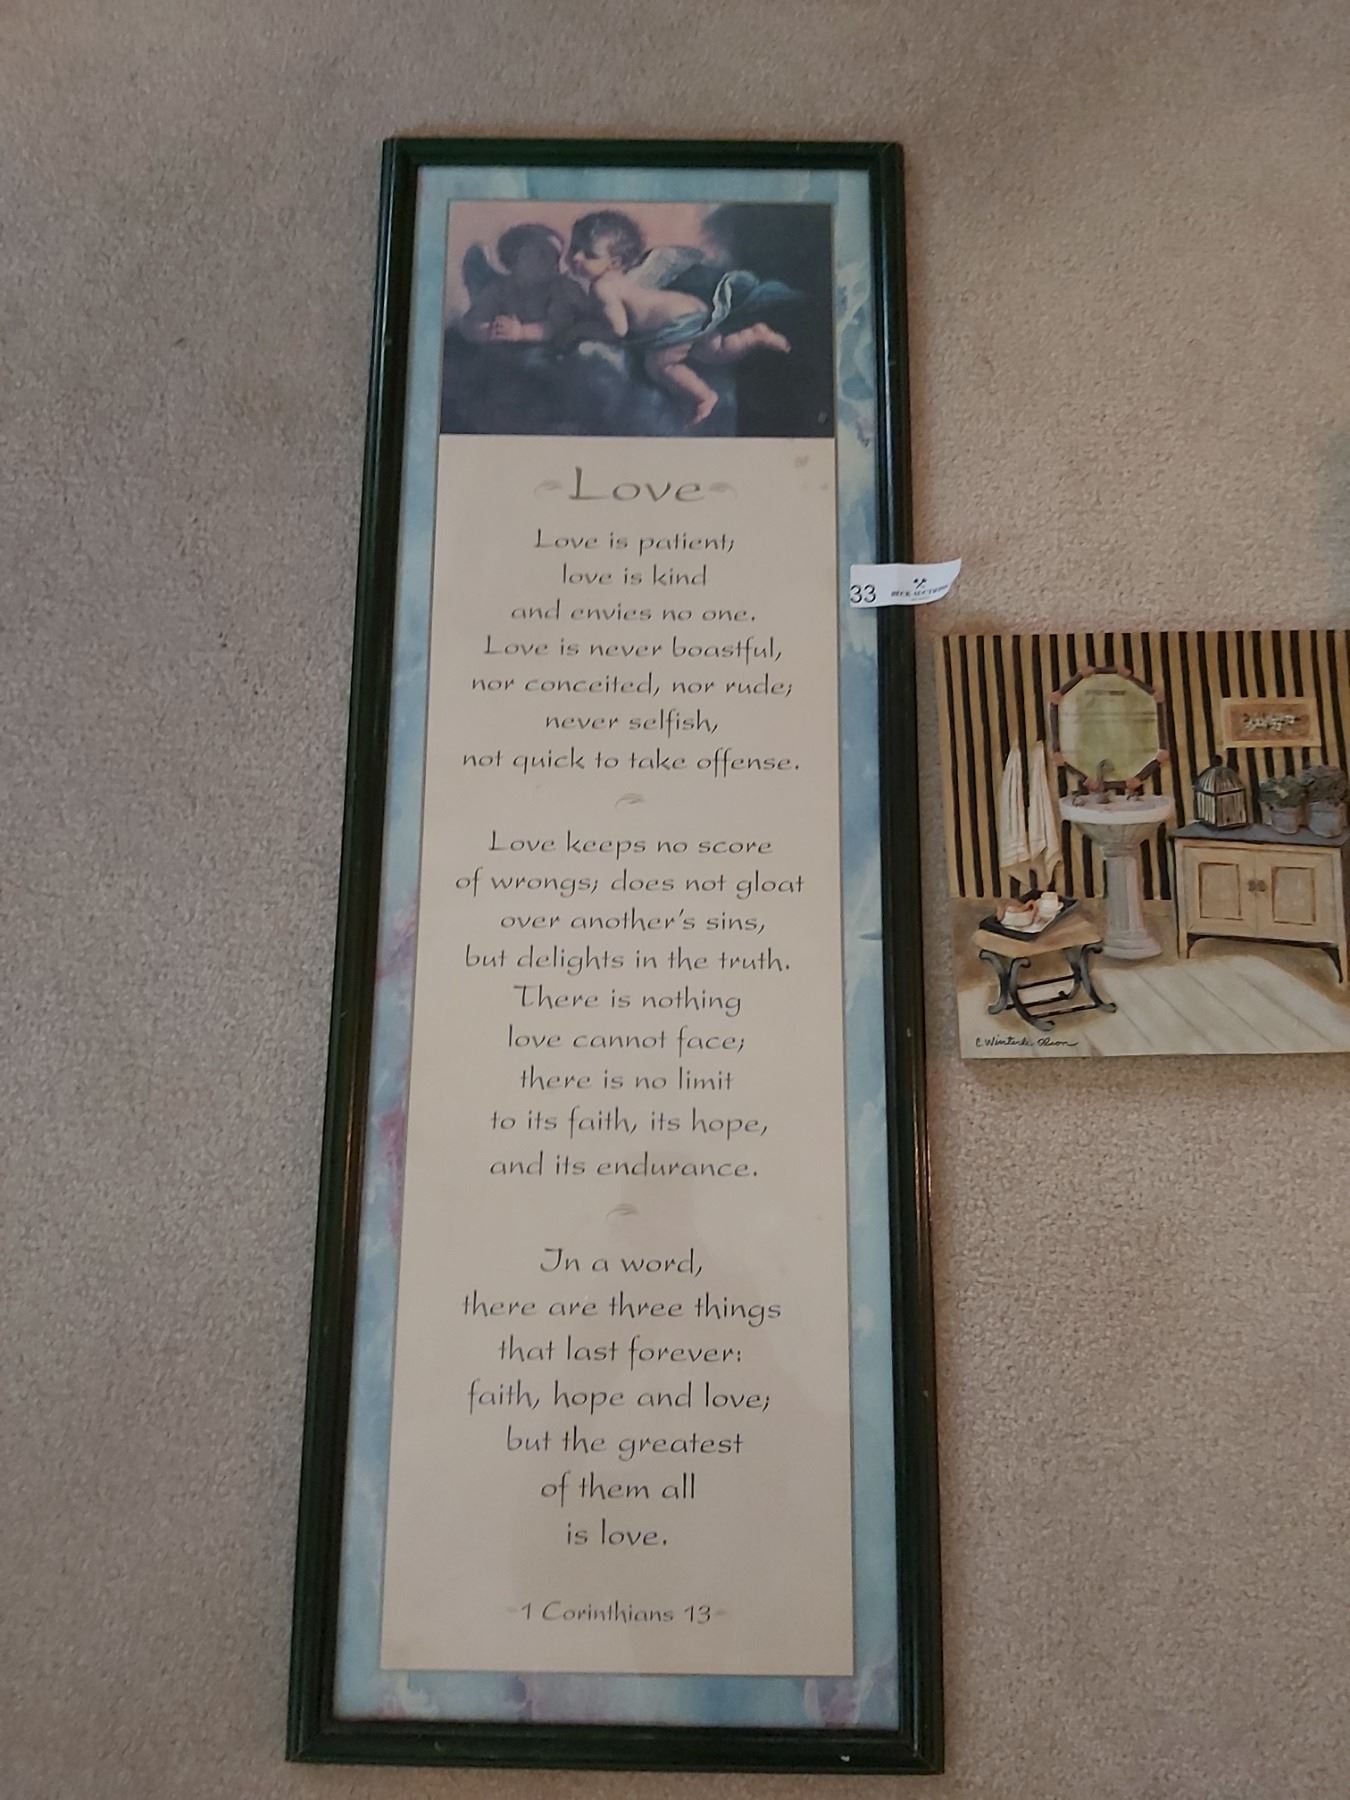 Love
Love is patient;
love is kind
and envies no one.
Love is never boastful,
nor conceited, nor rude;
never selfish,
not quick to take offense.
Love keeps no score
of wrongs; does not gloat
over another's sins,
but delights in the truth.
There is nothing
love cannot face;
there is no limit
to its faith, its hope,
and its endurance.
In a word,
there are three things
that last forever:
faith, hope and love;
but the greatest
of them all
is love.
1 Corinthians 13
33